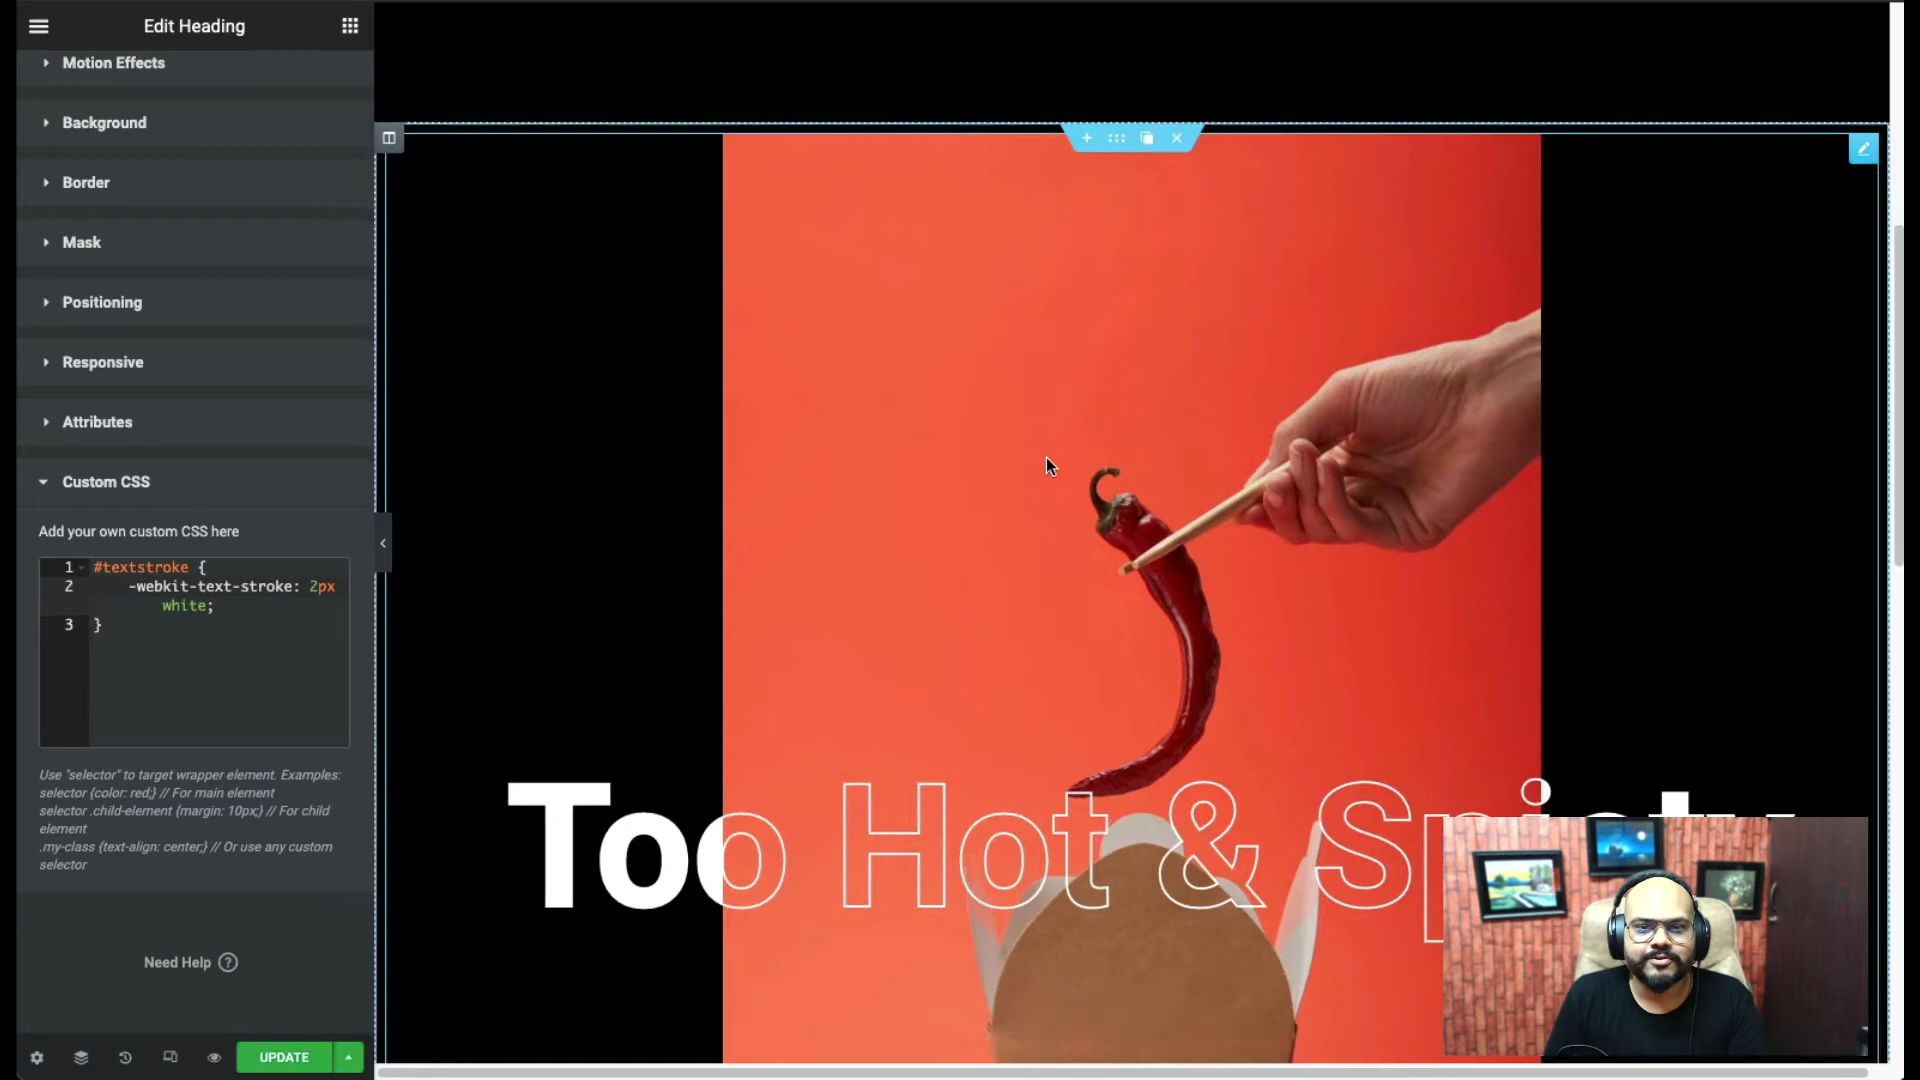 Edit Heading
Motion Effects
Background
Border
Mask
Positioning
Responsive
Attributes
Custom CSS
Add your own custom CSS here
1 #textstroke {
2 -webkit-text-stroke: 2px
white;
3 }
Use "selector" to target wrapper element. Examples:
selector {color: red;} // For main element
selector .child-element {margin: 10px;} // For child
element
.my-class {text-align: center;} // Or use any custom
selector
Need Help ?
UPDATE
Too Hot & Spicty